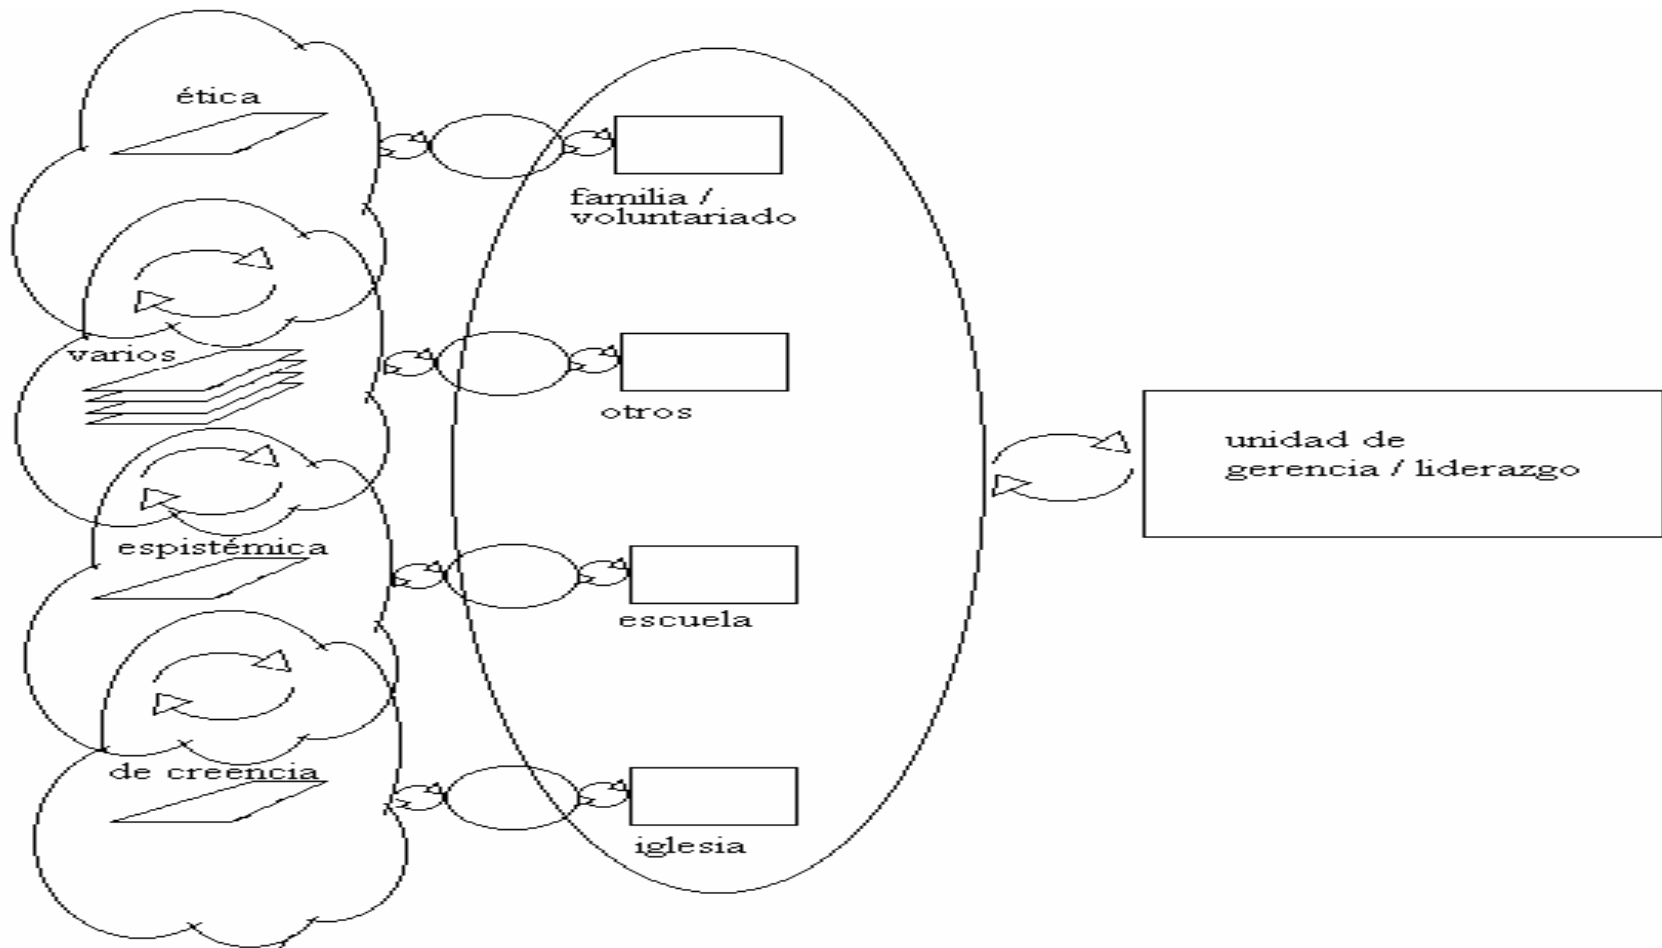 ética
familia /
voluntariado
varios
otros
unidad de
gerencia / liderazgo
espistémica
escuela
de creencia
iglesia